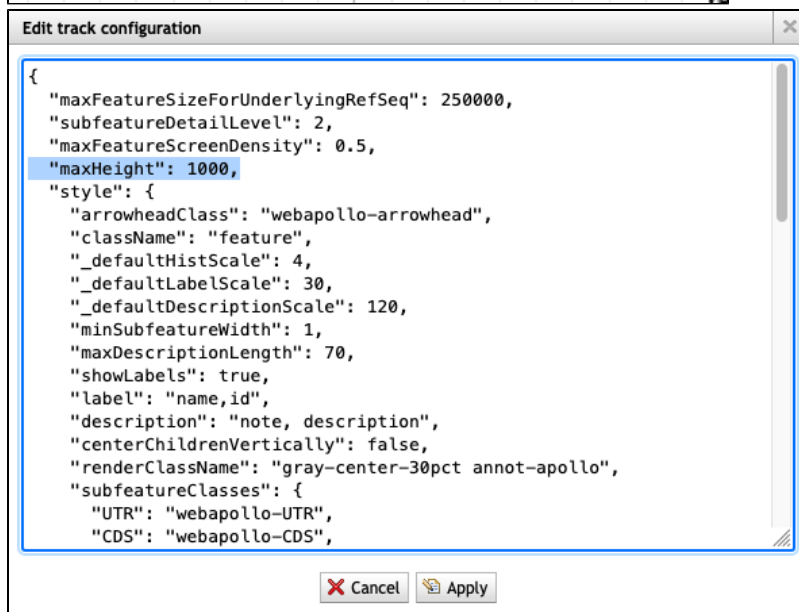 Edit track configuration
{
"maxFeatureSizeForUnderlyingRefSeq": 250000,
"subfeatureDetailLevel": 2,
"maxFeatureScreenDensity": 0.5,
"maxHeight": 1000,
"style": {
"arrowheadClass": "webapollo-arrowhead",
"className": "feature",
"_defaultHistScale": 4,
"_defaultLabelScale": 30,
"_defaultDescriptionScale": 120,
"minSubfeatureWidth": 1,
"maxDescriptionLength": 70,
"showLabels": true,
"label": "name,id",
"description": "note, description",
"centerChildrenVertically": false,
"renderClassName": "gray-center-30pct annot-apollo",
"subfeatureClasses": {
"UTR": "webapollo-UTR",
"CDS": "webapollo-CDS",
Cancel Apply